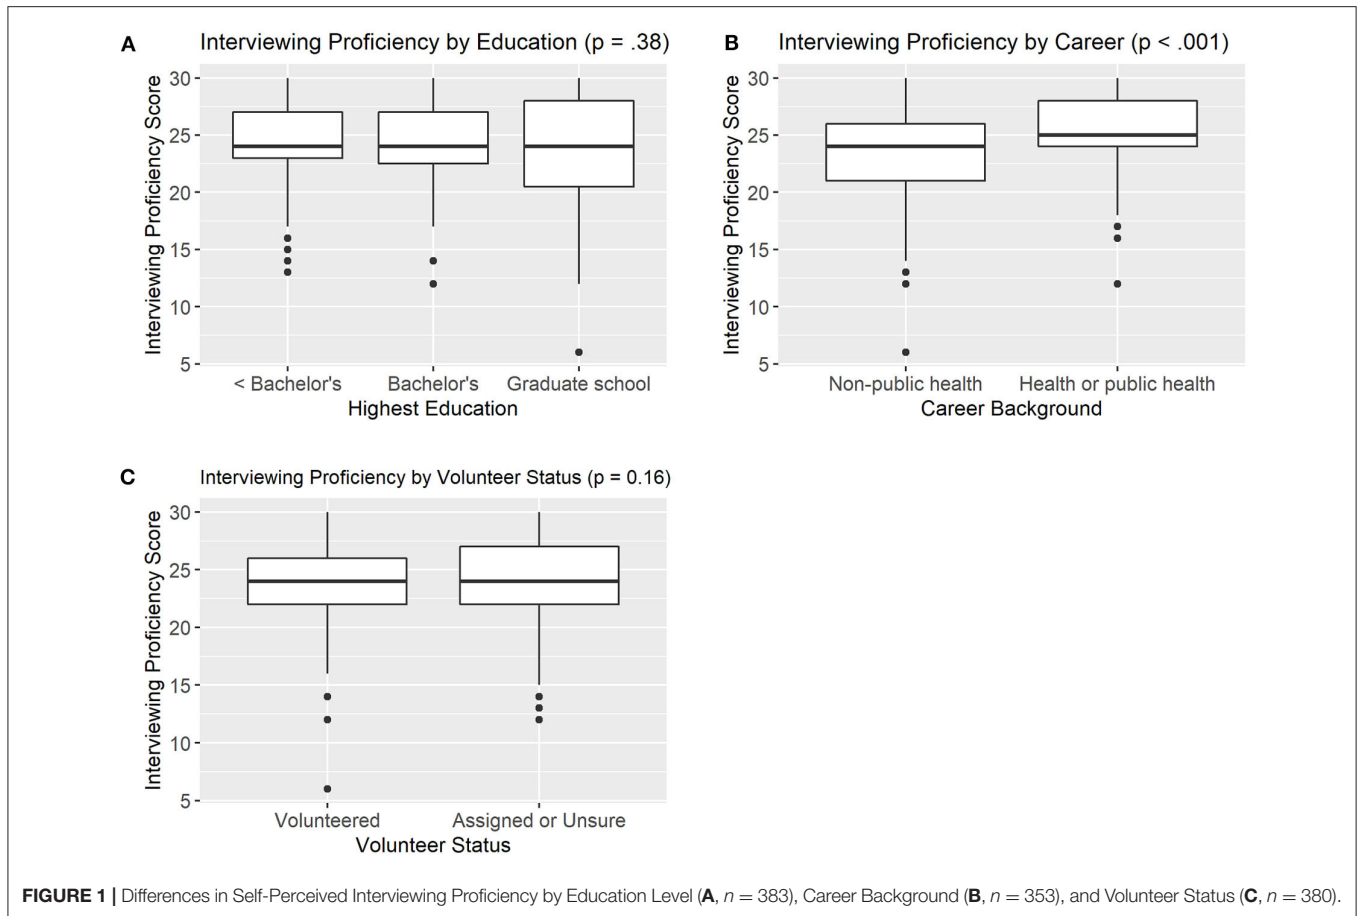 A Interviewing Proficiency by Education (p = .38)
Interviewing Proficiency Score
30
25
20
15
10
5
< Bachelor's Bachelor's Graduate school
Highest Education
B Interviewing Proficiency by Career (p < .001)
Interviewing Proficiency Score
30
25
20
15
10
5
Non-public health Health or public health
Career Background
C Interviewing Proficiency by Volunteer Status (p = 0.16)
Interviewing Proficiency Score
30
25
20
15
10
5
Volunteered Assigned or Unsure
Volunteer Status
FIGURE 1 | Differences in Self-Perceived Interviewing Proficiency by Education Level (A, n = 383), Career Background (B, n = 353), and Volunteer Status (C, n = 380).